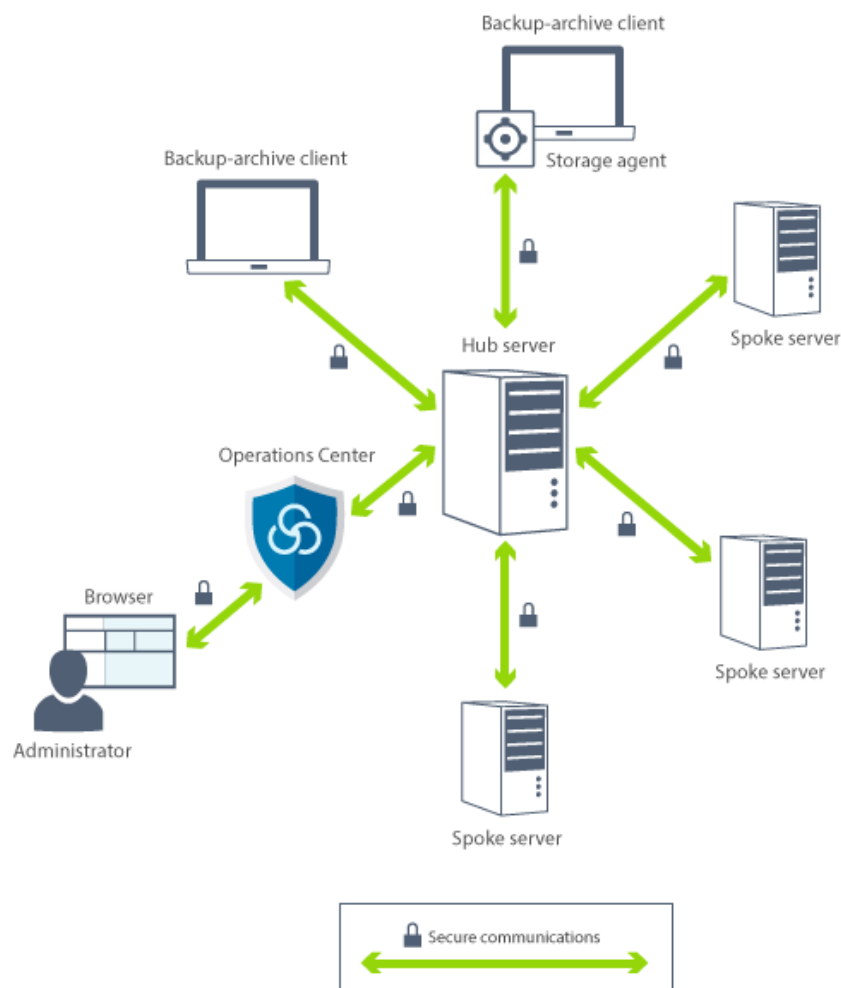 Backup-archive client
Storage agent
Backup-archive client
Spoke server
Hub server
Operations Center
Browser
Spoke server
Administrator
Spoke server
Secure communications